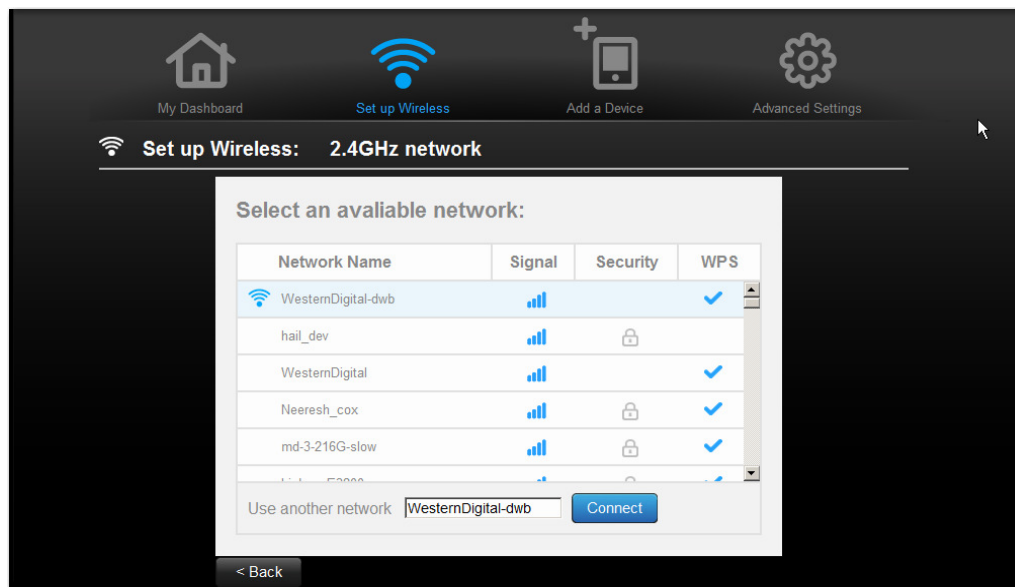 My Dashboard Set up Wireless Add a Device Advanced Settings
Set up Wireless: 2.4GHz network
Select an avaliable network:
Network Name Signal Security WPS
WesternDigital-dwb
hail_dev
WesternDigital
Neeresh_cox
md-3-216G-slow
Use another network WesternDigital-dwb Connect
< Back